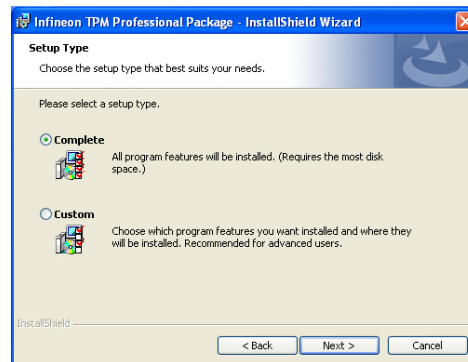 Infineon TPM Professional Package - InstallShield Wizard
Setup Type
Choose the setup type that best suits your needs.
Please select a setup type.
Complete
All program features will be installed. (Requires the most disk
space.)
Custom
Choose which program features you want installed and where they
will be installed. Recommended for advanced users.
InstallShield
< Back
Next >
Cancel